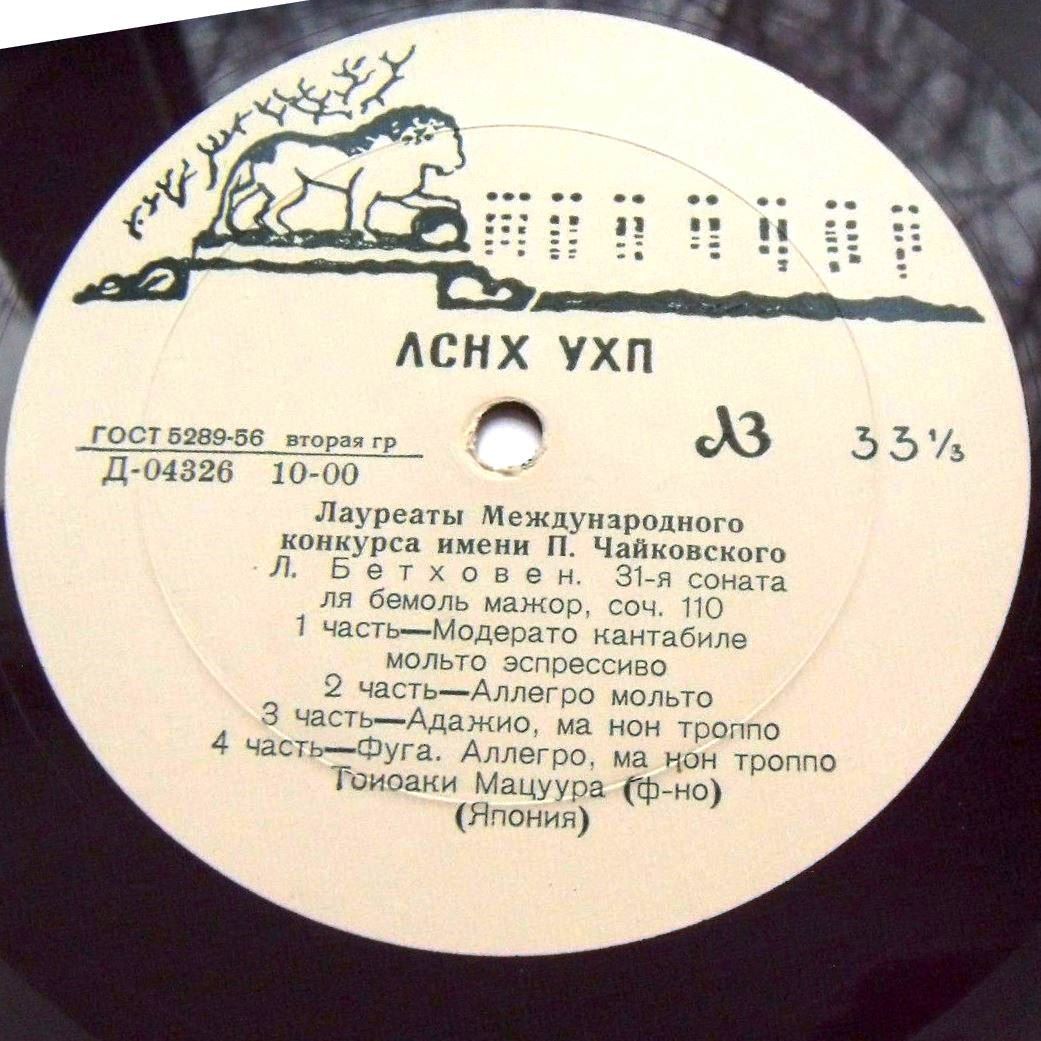 ЛСНХ УХП
ГОСТ 5289-56 вторая гр
Д-04326 10-00
ЛЗ 33⅓
Лауреаты Международного
конкурса имени П. Чайковского
Л. Бетховен. 31-я соната
ля бемоль мажор, соч. 110
1 часть—Модерато кантабиле
мольто эспрессиво
2 часть—Аллегро мольто
3 часть—Адажио, ма нон троппо
4 часть—Фуга. Аллегро, ма нон троппо
Тоиоаки Мацуура (ф-но)
(Япония)